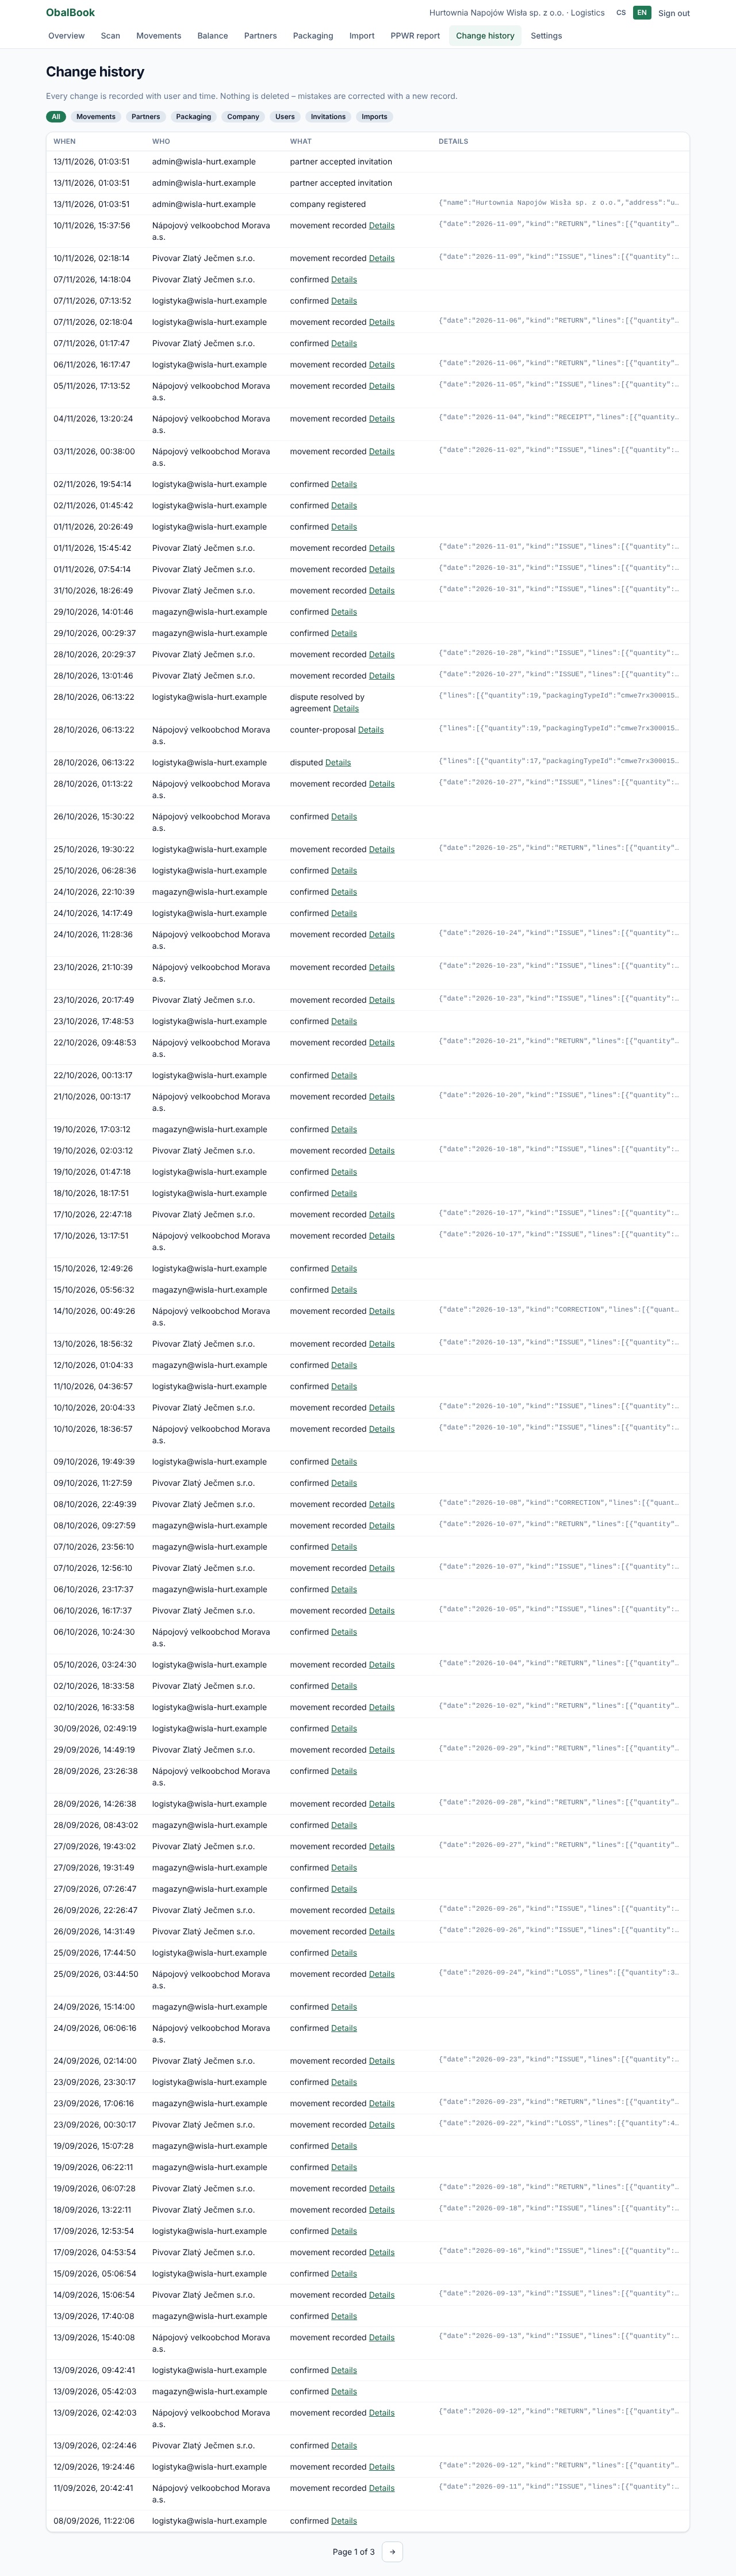 ObalBook
Hurtownia Napojów Wisła sp. z o.o. · Logistics CS EN Sign out
Overview Scan Movements Balance Partners Packaging Import PPWR report Change history Settings
Change history
Every change is recorded with user and time. Nothing is deleted – mistakes are corrected with a new record.
All Movements Partners Packaging Company Users Invitations Imports
WHEN WHO WHAT DETAILS
13/11/2026, 01:03:51 admin@wisla-hurt.example partner accepted invitation
13/11/2026, 01:03:51 admin@wisla-hurt.example partner accepted invitation
13/11/2026, 01:03:51 admin@wisla-hurt.example company registered {"name":"Hurtownia Napojów Wisła sp. z o.o.","address":"u…
10/11/2026, 15:37:56 Nápojový velkoobchod Morava a.s. movement recorded Details {"date":"2026-11-09","kind":"RETURN","lines":[{"quantity"…
10/11/2026, 02:18:14 Pivovar Zlatý Ječmen s.r.o. movement recorded Details {"date":"2026-11-09","kind":"ISSUE","lines":[{"quantity":…
07/11/2026, 14:18:04 Pivovar Zlatý Ječmen s.r.o. confirmed Details
07/11/2026, 07:13:52 logistyka@wisla-hurt.example confirmed Details
07/11/2026, 02:18:04 logistyka@wisla-hurt.example movement recorded Details {"date":"2026-11-06","kind":"RETURN","lines":[{"quantity"…
07/11/2026, 01:17:47 Pivovar Zlatý Ječmen s.r.o. confirmed Details
06/11/2026, 16:17:47 logistyka@wisla-hurt.example movement recorded Details {"date":"2026-11-06","kind":"RETURN","lines":[{"quantity"…
05/11/2026, 17:13:52 Nápojový velkoobchod Morava a.s. movement recorded Details {"date":"2026-11-05","kind":"ISSUE","lines":[{"quantity":…
04/11/2026, 13:20:24 Nápojový velkoobchod Morava a.s. movement recorded Details {"date":"2026-11-04","kind":"RECEIPT","lines":[{"quantity…
03/11/2026, 00:38:00 Nápojový velkoobchod Morava a.s. movement recorded Details {"date":"2026-11-02","kind":"ISSUE","lines":[{"quantity":…
02/11/2026, 19:54:14 logistyka@wisla-hurt.example confirmed Details
02/11/2026, 01:45:42 logistyka@wisla-hurt.example confirmed Details
01/11/2026, 20:26:49 logistyka@wisla-hurt.example confirmed Details
01/11/2026, 15:45:42 Pivovar Zlatý Ječmen s.r.o. movement recorded Details {"date":"2026-11-01","kind":"ISSUE","lines":[{"quantity":…
01/11/2026, 07:54:14 Pivovar Zlatý Ječmen s.r.o. movement recorded Details {"date":"2026-10-31","kind":"ISSUE","lines":[{"quantity":…
31/10/2026, 18:26:49 Pivovar Zlatý Ječmen s.r.o. movement recorded Details {"date":"2026-10-31","kind":"ISSUE","lines":[{"quantity":…
29/10/2026, 14:01:46 magazyn@wisla-hurt.example confirmed Details
29/10/2026, 00:29:37 magazyn@wisla-hurt.example confirmed Details
28/10/2026, 20:29:37 Pivovar Zlatý Ječmen s.r.o. movement recorded Details {"date":"2026-10-28","kind":"ISSUE","lines":[{"quantity":…
28/10/2026, 13:01:46 Pivovar Zlatý Ječmen s.r.o. movement recorded Details {"date":"2026-10-27","kind":"ISSUE","lines":[{"quantity":…
28/10/2026, 06:13:22 logistyka@wisla-hurt.example dispute resolved by agreement Details {"lines":[{"quantity":19,"packagingTypeId":"cmwe7rx300015…
28/10/2026, 06:13:22 Nápojový velkoobchod Morava a.s. counter-proposal Details {"lines":[{"quantity":19,"packagingTypeId":"cmwe7rx300015…
28/10/2026, 06:13:22 logistyka@wisla-hurt.example disputed Details {"lines":[{"quantity":17,"packagingTypeId":"cmwe7rx300015…
28/10/2026, 01:13:22 Nápojový velkoobchod Morava a.s. movement recorded Details {"date":"2026-10-27","kind":"ISSUE","lines":[{"quantity":…
26/10/2026, 15:30:22 Nápojový velkoobchod Morava a.s. confirmed Details
25/10/2026, 19:30:22 logistyka@wisla-hurt.example movement recorded Details {"date":"2026-10-25","kind":"RETURN","lines":[{"quantity"…
25/10/2026, 06:28:36 logistyka@wisla-hurt.example confirmed Details
24/10/2026, 22:10:39 magazyn@wisla-hurt.example confirmed Details
24/10/2026, 14:17:49 logistyka@wisla-hurt.example confirmed Details
24/10/2026, 11:28:36 Nápojový velkoobchod Morava a.s. movement recorded Details {"date":"2026-10-24","kind":"ISSUE","lines":[{"quantity":…
23/10/2026, 21:10:39 Nápojový velkoobchod Morava a.s. movement recorded Details {"date":"2026-10-23","kind":"ISSUE","lines":[{"quantity":…
23/10/2026, 20:17:49 Pivovar Zlatý Ječmen s.r.o. movement recorded Details {"date":"2026-10-23","kind":"ISSUE","lines":[{"quantity":…
23/10/2026, 17:48:53 logistyka@wisla-hurt.example confirmed Details
22/10/2026, 09:48:53 Nápojový velkoobchod Morava a.s. movement recorded Details {"date":"2026-10-21","kind":"RETURN","lines":[{"quantity"…
22/10/2026, 00:13:17 logistyka@wisla-hurt.example confirmed Details
21/10/2026, 00:13:17 Nápojový velkoobchod Morava a.s. movement recorded Details {"date":"2026-10-20","kind":"ISSUE","lines":[{"quantity":…
19/10/2026, 17:03:12 magazyn@wisla-hurt.example confirmed Details
19/10/2026, 02:03:12 Pivovar Zlatý Ječmen s.r.o. movement recorded Details {"date":"2026-10-18","kind":"ISSUE","lines":[{"quantity":…
19/10/2026, 01:47:18 logistyka@wisla-hurt.example confirmed Details
18/10/2026, 18:17:51 logistyka@wisla-hurt.example confirmed Details
17/10/2026, 22:47:18 Pivovar Zlatý Ječmen s.r.o. movement recorded Details {"date":"2026-10-17","kind":"ISSUE","lines":[{"quantity":…
17/10/2026, 13:17:51 Nápojový velkoobchod Morava a.s. movement recorded Details {"date":"2026-10-17","kind":"ISSUE","lines":[{"quantity":…
15/10/2026, 12:49:26 logistyka@wisla-hurt.example confirmed Details
15/10/2026, 05:56:32 magazyn@wisla-hurt.example confirmed Details
14/10/2026, 00:49:26 Nápojový velkoobchod Morava a.s. movement recorded Details {"date":"2026-10-13","kind":"CORRECTION","lines":[{"quant…
13/10/2026, 18:56:32 Pivovar Zlatý Ječmen s.r.o. movement recorded Details {"date":"2026-10-13","kind":"ISSUE","lines":[{"quantity":…
12/10/2026, 01:04:33 magazyn@wisla-hurt.example confirmed Details
11/10/2026, 04:36:57 logistyka@wisla-hurt.example confirmed Details
10/10/2026, 20:04:33 Pivovar Zlatý Ječmen s.r.o. movement recorded Details {"date":"2026-10-10","kind":"ISSUE","lines":[{"quantity":…
10/10/2026, 18:36:57 Nápojový velkoobchod Morava a.s. movement recorded Details {"date":"2026-10-10","kind":"ISSUE","lines":[{"quantity":…
09/10/2026, 19:49:39 logistyka@wisla-hurt.example confirmed Details
09/10/2026, 11:27:59 Pivovar Zlatý Ječmen s.r.o. confirmed Details
08/10/2026, 22:49:39 Pivovar Zlatý Ječmen s.r.o. movement recorded Details {"date":"2026-10-08","kind":"CORRECTION","lines":[{"quant…
08/10/2026, 09:27:59 magazyn@wisla-hurt.example movement recorded Details {"date":"2026-10-07","kind":"RETURN","lines":[{"quantity"…
07/10/2026, 23:56:10 magazyn@wisla-hurt.example confirmed Details
07/10/2026, 12:56:10 Pivovar Zlatý Ječmen s.r.o. movement recorded Details {"date":"2026-10-07","kind":"ISSUE","lines":[{"quantity":…
06/10/2026, 23:17:37 magazyn@wisla-hurt.example confirmed Details
06/10/2026, 16:17:37 Pivovar Zlatý Ječmen s.r.o. movement recorded Details {"date":"2026-10-05","kind":"ISSUE","lines":[{"quantity":…
06/10/2026, 10:24:30 Nápojový velkoobchod Morava a.s. confirmed Details
05/10/2026, 03:24:30 logistyka@wisla-hurt.example movement recorded Details {"date":"2026-10-04","kind":"RETURN","lines":[{"quantity"…
02/10/2026, 18:33:58 Pivovar Zlatý Ječmen s.r.o. confirmed Details
02/10/2026, 16:33:58 logistyka@wisla-hurt.example movement recorded Details {"date":"2026-10-02","kind":"RETURN","lines":[{"quantity"…
30/09/2026, 02:49:19 logistyka@wisla-hurt.example confirmed Details
29/09/2026, 14:49:19 Pivovar Zlatý Ječmen s.r.o. movement recorded Details {"date":"2026-09-29","kind":"RETURN","lines":[{"quantity"…
28/09/2026, 23:26:38 Nápojový velkoobchod Morava a.s. confirmed Details
28/09/2026, 14:26:38 logistyka@wisla-hurt.example movement recorded Details {"date":"2026-09-28","kind":"RETURN","lines":[{"quantity"…
28/09/2026, 08:43:02 magazyn@wisla-hurt.example confirmed Details
27/09/2026, 19:43:02 Pivovar Zlatý Ječmen s.r.o. movement recorded Details {"date":"2026-09-27","kind":"RETURN","lines":[{"quantity"…
27/09/2026, 19:31:49 magazyn@wisla-hurt.example confirmed Details
27/09/2026, 07:26:47 magazyn@wisla-hurt.example confirmed Details
26/09/2026, 22:26:47 Pivovar Zlatý Ječmen s.r.o. movement recorded Details {"date":"2026-09-26","kind":"ISSUE","lines":[{"quantity":…
26/09/2026, 14:31:49 Pivovar Zlatý Ječmen s.r.o. movement recorded Details {"date":"2026-09-26","kind":"ISSUE","lines":[{"quantity":…
25/09/2026, 17:44:50 logistyka@wisla-hurt.example confirmed Details
25/09/2026, 03:44:50 Nápojový velkoobchod Morava a.s. movement recorded Details {"date":"2026-09-24","kind":"LOSS","lines":[{"quantity":3…
24/09/2026, 15:14:00 magazyn@wisla-hurt.example confirmed Details
24/09/2026, 06:06:16 Nápojový velkoobchod Morava a.s. confirmed Details
24/09/2026, 02:14:00 Pivovar Zlatý Ječmen s.r.o. movement recorded Details {"date":"2026-09-23","kind":"ISSUE","lines":[{"quantity":…
23/09/2026, 23:30:17 logistyka@wisla-hurt.example confirmed Details
23/09/2026, 17:06:16 magazyn@wisla-hurt.example movement recorded Details {"date":"2026-09-23","kind":"RETURN","lines":[{"quantity"…
23/09/2026, 00:30:17 Pivovar Zlatý Ječmen s.r.o. movement recorded Details {"date":"2026-09-22","kind":"LOSS","lines":[{"quantity":4…
19/09/2026, 15:07:28 magazyn@wisla-hurt.example confirmed Details
19/09/2026, 06:22:11 magazyn@wisla-hurt.example confirmed Details
19/09/2026, 06:07:28 Pivovar Zlatý Ječmen s.r.o. movement recorded Details {"date":"2026-09-18","kind":"RETURN","lines":[{"quantity"…
18/09/2026, 13:22:11 Pivovar Zlatý Ječmen s.r.o. movement recorded Details {"date":"2026-09-18","kind":"ISSUE","lines":[{"quantity":…
17/09/2026, 12:53:54 logistyka@wisla-hurt.example confirmed Details
17/09/2026, 04:53:54 Pivovar Zlatý Ječmen s.r.o. movement recorded Details {"date":"2026-09-16","kind":"ISSUE","lines":[{"quantity":…
15/09/2026, 05:06:54 logistyka@wisla-hurt.example confirmed Details
14/09/2026, 15:06:54 Pivovar Zlatý Ječmen s.r.o. movement recorded Details {"date":"2026-09-13","kind":"ISSUE","lines":[{"quantity":…
13/09/2026, 17:40:08 magazyn@wisla-hurt.example confirmed Details
13/09/2026, 15:40:08 Nápojový velkoobchod Morava a.s. movement recorded Details {"date":"2026-09-13","kind":"ISSUE","lines":[{"quantity":…
13/09/2026, 09:42:41 logistyka@wisla-hurt.example confirmed Details
13/09/2026, 05:42:03 magazyn@wisla-hurt.example confirmed Details
13/09/2026, 02:42:03 Nápojový velkoobchod Morava a.s. movement recorded Details {"date":"2026-09-12","kind":"RETURN","lines":[{"quantity"…
13/09/2026, 02:24:46 Pivovar Zlatý Ječmen s.r.o. confirmed Details
12/09/2026, 19:24:46 logistyka@wisla-hurt.example movement recorded Details {"date":"2026-09-12","kind":"RETURN","lines":[{"quantity"…
11/09/2026, 20:42:41 Nápojový velkoobchod Morava a.s. movement recorded Details {"date":"2026-09-11","kind":"ISSUE","lines":[{"quantity":…
08/09/2026, 11:22:06 logistyka@wisla-hurt.example confirmed Details
Page 1 of 3 →